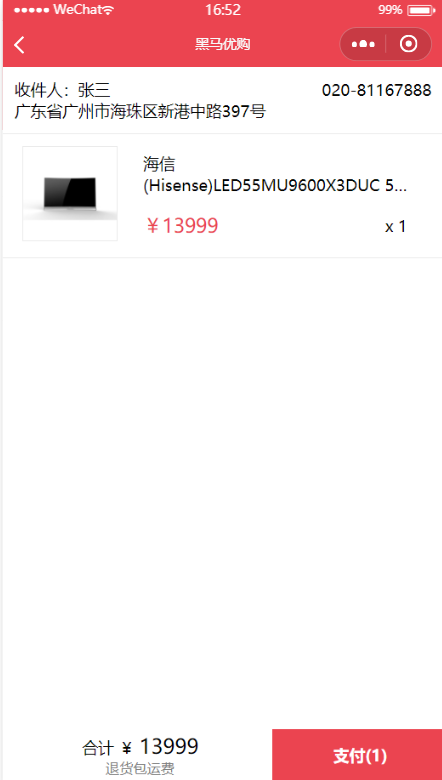 WeChat 16:52 99%
黑马优购
收件人：张三 020-81167888
广东省广州市海珠区新港中路397号
海信
(Hisense)LED55MU9600X3DUC 5...
￥13999 x 1
合计 ￥ 13999
退货包运费
支付(1)